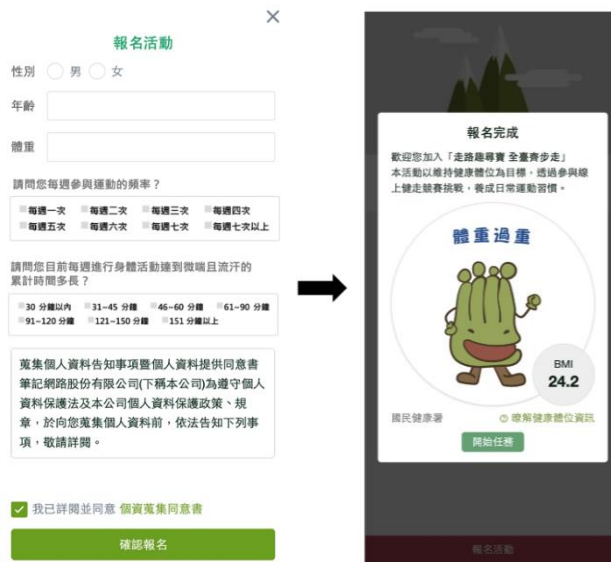 報名活動
性別 男 女
年齡
體重
請問您每週參與運動的頻率？
每週一次 每週二次 每週三次 每週四次
每週五次 每週六次 每週七次 每週七次以上
請問您目前每週進行身體活動達到微喘且流汗的
累計時間多長？
30 分鐘以內 31~45 分鐘 46~60 分鐘 61~90 分鐘
91~120 分鐘 121~150 分鐘 151 分鐘以上
蒐集個人資料告知事項暨個人資料提供同意書
筆記網路股份有限公司(下稱本公司)為遵守個人
資料保護法及本公司個人資料保護政策、規
章，於向您蒐集個人資料前，依法告知下列事
項，敬請詳閱。
我已詳閱並同意 個資蒐集同意書
確認報名
報名完成
歡迎您加入「走路趣尋寶 全臺齊步走」
本活動以維持健康體位為目標，透過參與線
上健走競賽挑戰，養成日常運動習慣。
體重過重
BMI
24.2
國民健康署 瞭解健康體位資訊
開始任務
報名活動